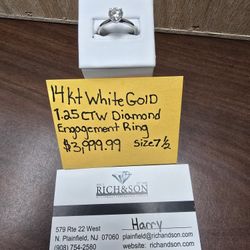 14kt White GOLD
1.25 CTW Diamond
Engagement Ring
$3,999.99 Size 7 1/2
RICH&SON
579 Rte 22 West
N. Plainfield, NJ 07060
(908) 754-2580
Harry
plainfield@richandson.com
website: richandson.com